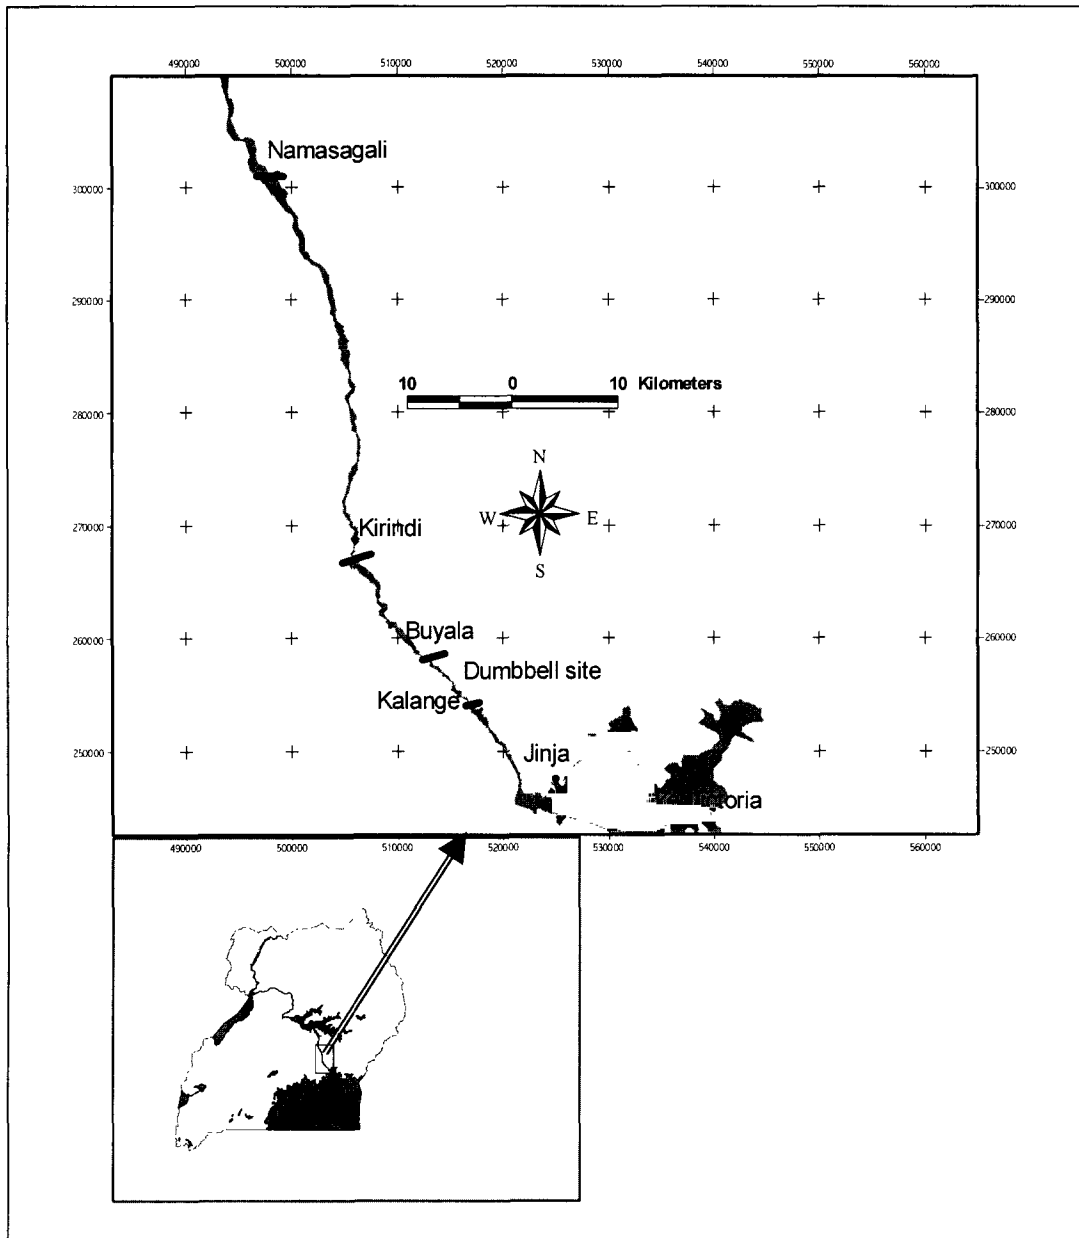 490000 500000 510000 520000 530000 540000 550000 560000
Namasagali
300000 300000
290000 290000
10 0 10 Kilometers
280000 280000
N
W E
S
270000 270000
Kirindi
260000 260000
Buyala
Dumbbell site
Kalange
250000 250000
Jinja
toria
490000 500000 510000 520000 530000 540000 550000 560000